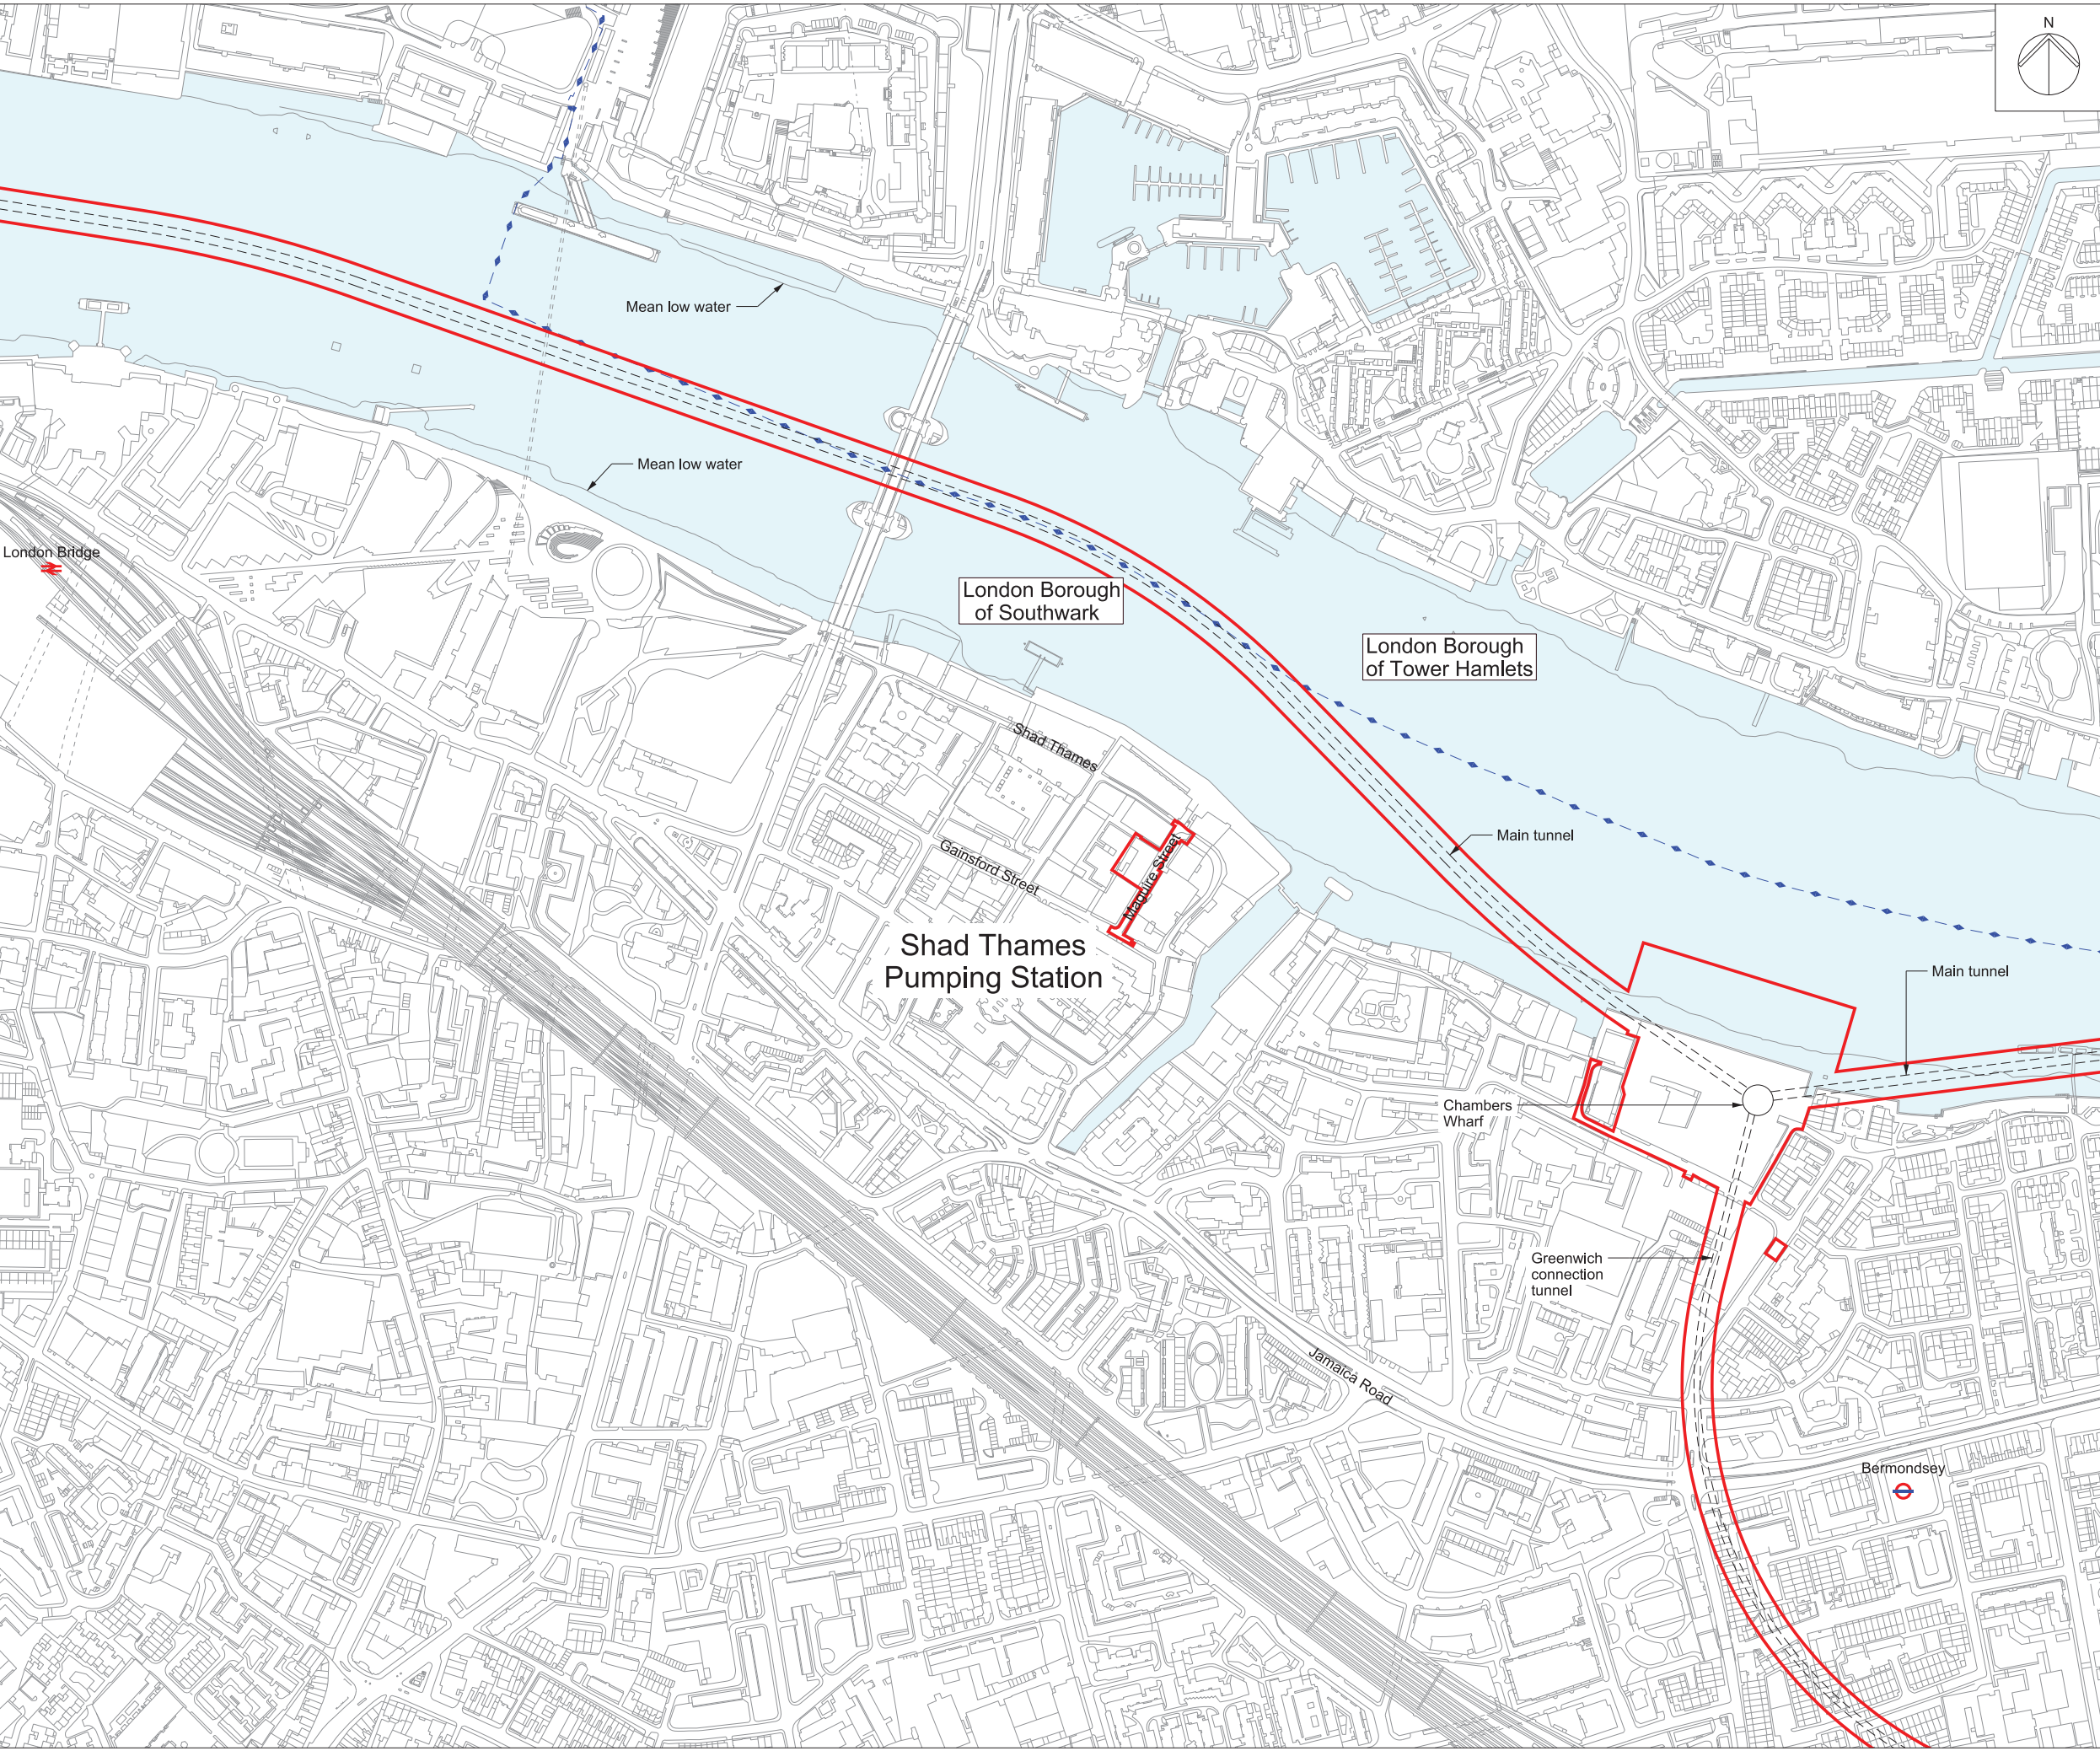 N
Mean low water
Mean low water
London Bridge
London Borough
of Southwark
London Borough
of Tower Hamlets
Shad Thames
Main tunnel
Gainsford Street
Maguire Street
Shad Thames
Pumping Station
Main tunnel
Chambers
Wharf
Greenwich
connection
tunnel
Jamaica Road
Bermondsey